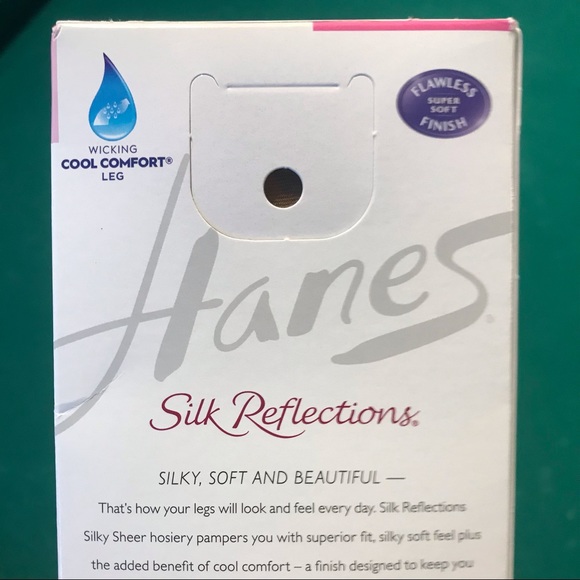 WICKING
COOL COMFORT®
LEG
FLAWLESS
SUPER
SOFT
FINISH
Hanes®
Silk Reflections®
SILKY, SOFT AND BEAUTIFUL —
That's how your legs will look and feel every day. Silk Reflections
Silky Sheer hosiery pampers you with superior fit, silky soft feel plus
the added benefit of cool comfort – a finish designed to keep you